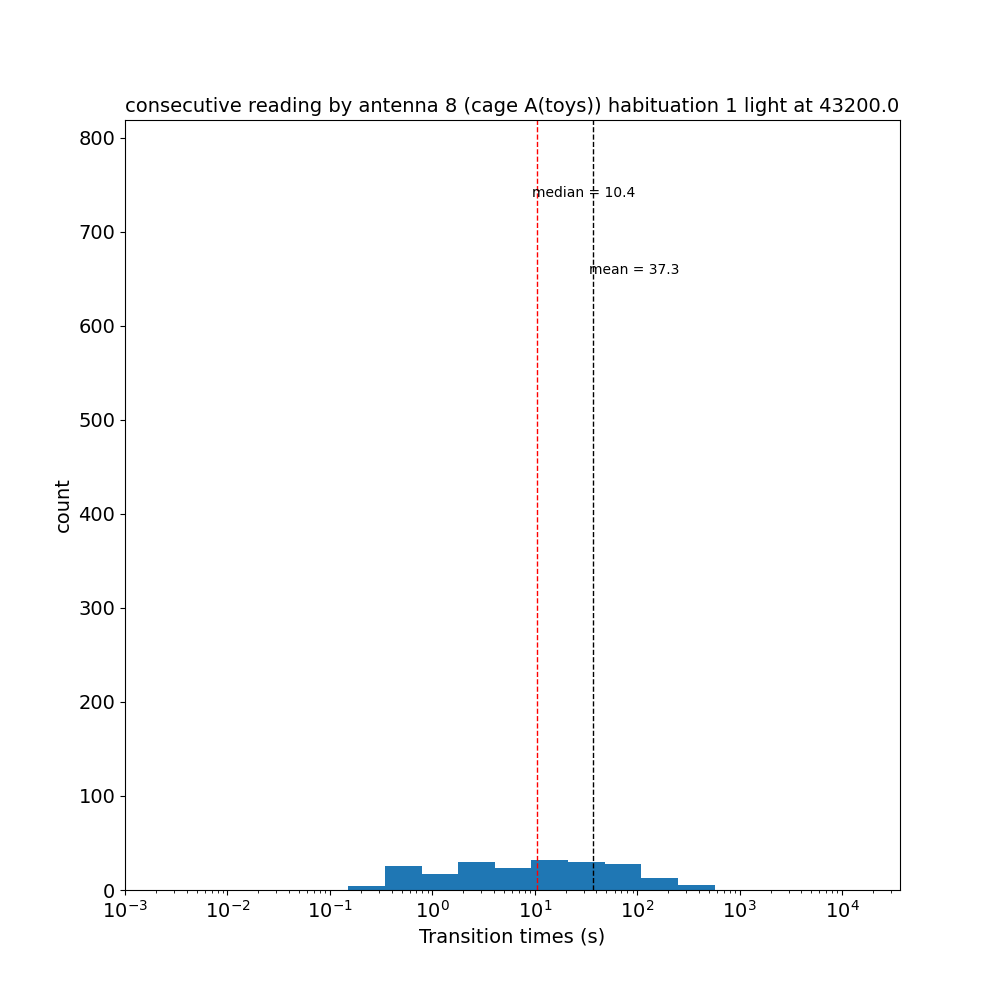 consecutive reading by antenna 8 (cage A(toys)) habituation 1 light at 43200.0
800
median = 10.4
700
mean = 37.3
600
500
count
400
300
200
100
0
10⁻³ 10⁻² 10⁻¹ 10⁰ 10¹ 10² 10³ 10⁴
Transition times (s)